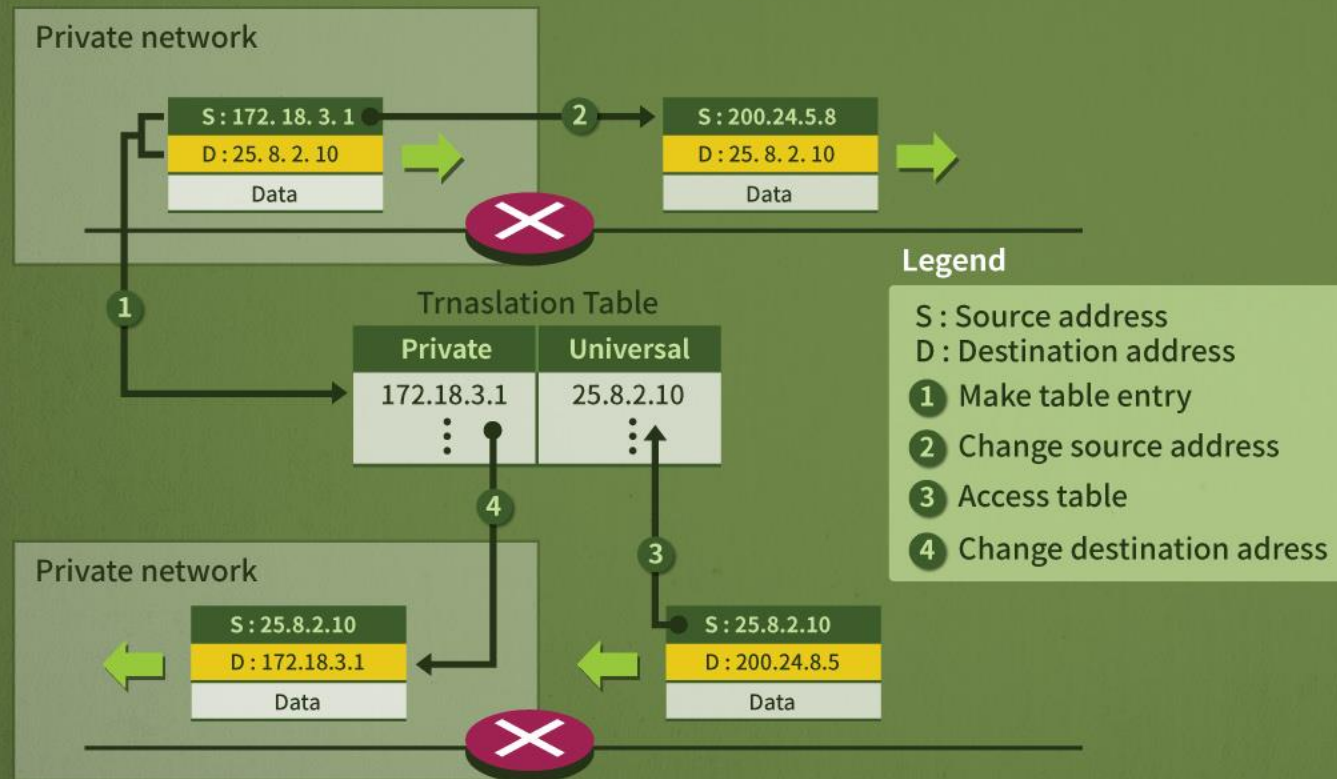 Private network
S : 172. 18. 3. 1
D : 25. 8. 2. 10
Data
2
S : 200.24.5.8
D : 25. 8. 2. 10
Data
1
Trnaslation Table
Private Universal
172.18.3.1 25.8.2.10
4
3
Legend
S : Source address
D : Destination address
1 Make table entry
2 Change source address
3 Access table
4 Change destination adress
Private network
S : 25.8.2.10
D : 172.18.3.1
Data
S : 25.8.2.10
D : 200.24.8.5
Data